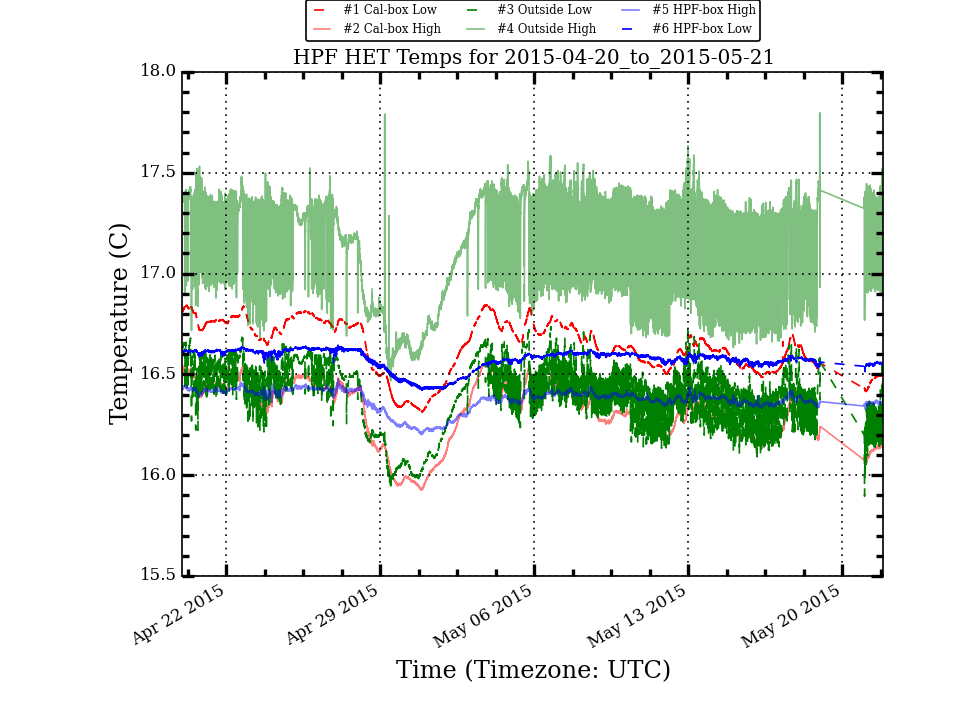 #1 Cal-box Low #3 Outside Low #5 HPF-box High
#2 Cal-box High #4 Outside High #6 HPF-box Low
HPF HET Temps for 2015-04-20_to_2015-05-21
18.0
17.5
17.0
16.5
16.0
15.5
Temperature (C)
Apr 22 2015 Apr 29 2015 May 06 2015 May 13 2015 May 20 2015
Time (Timezone: UTC)